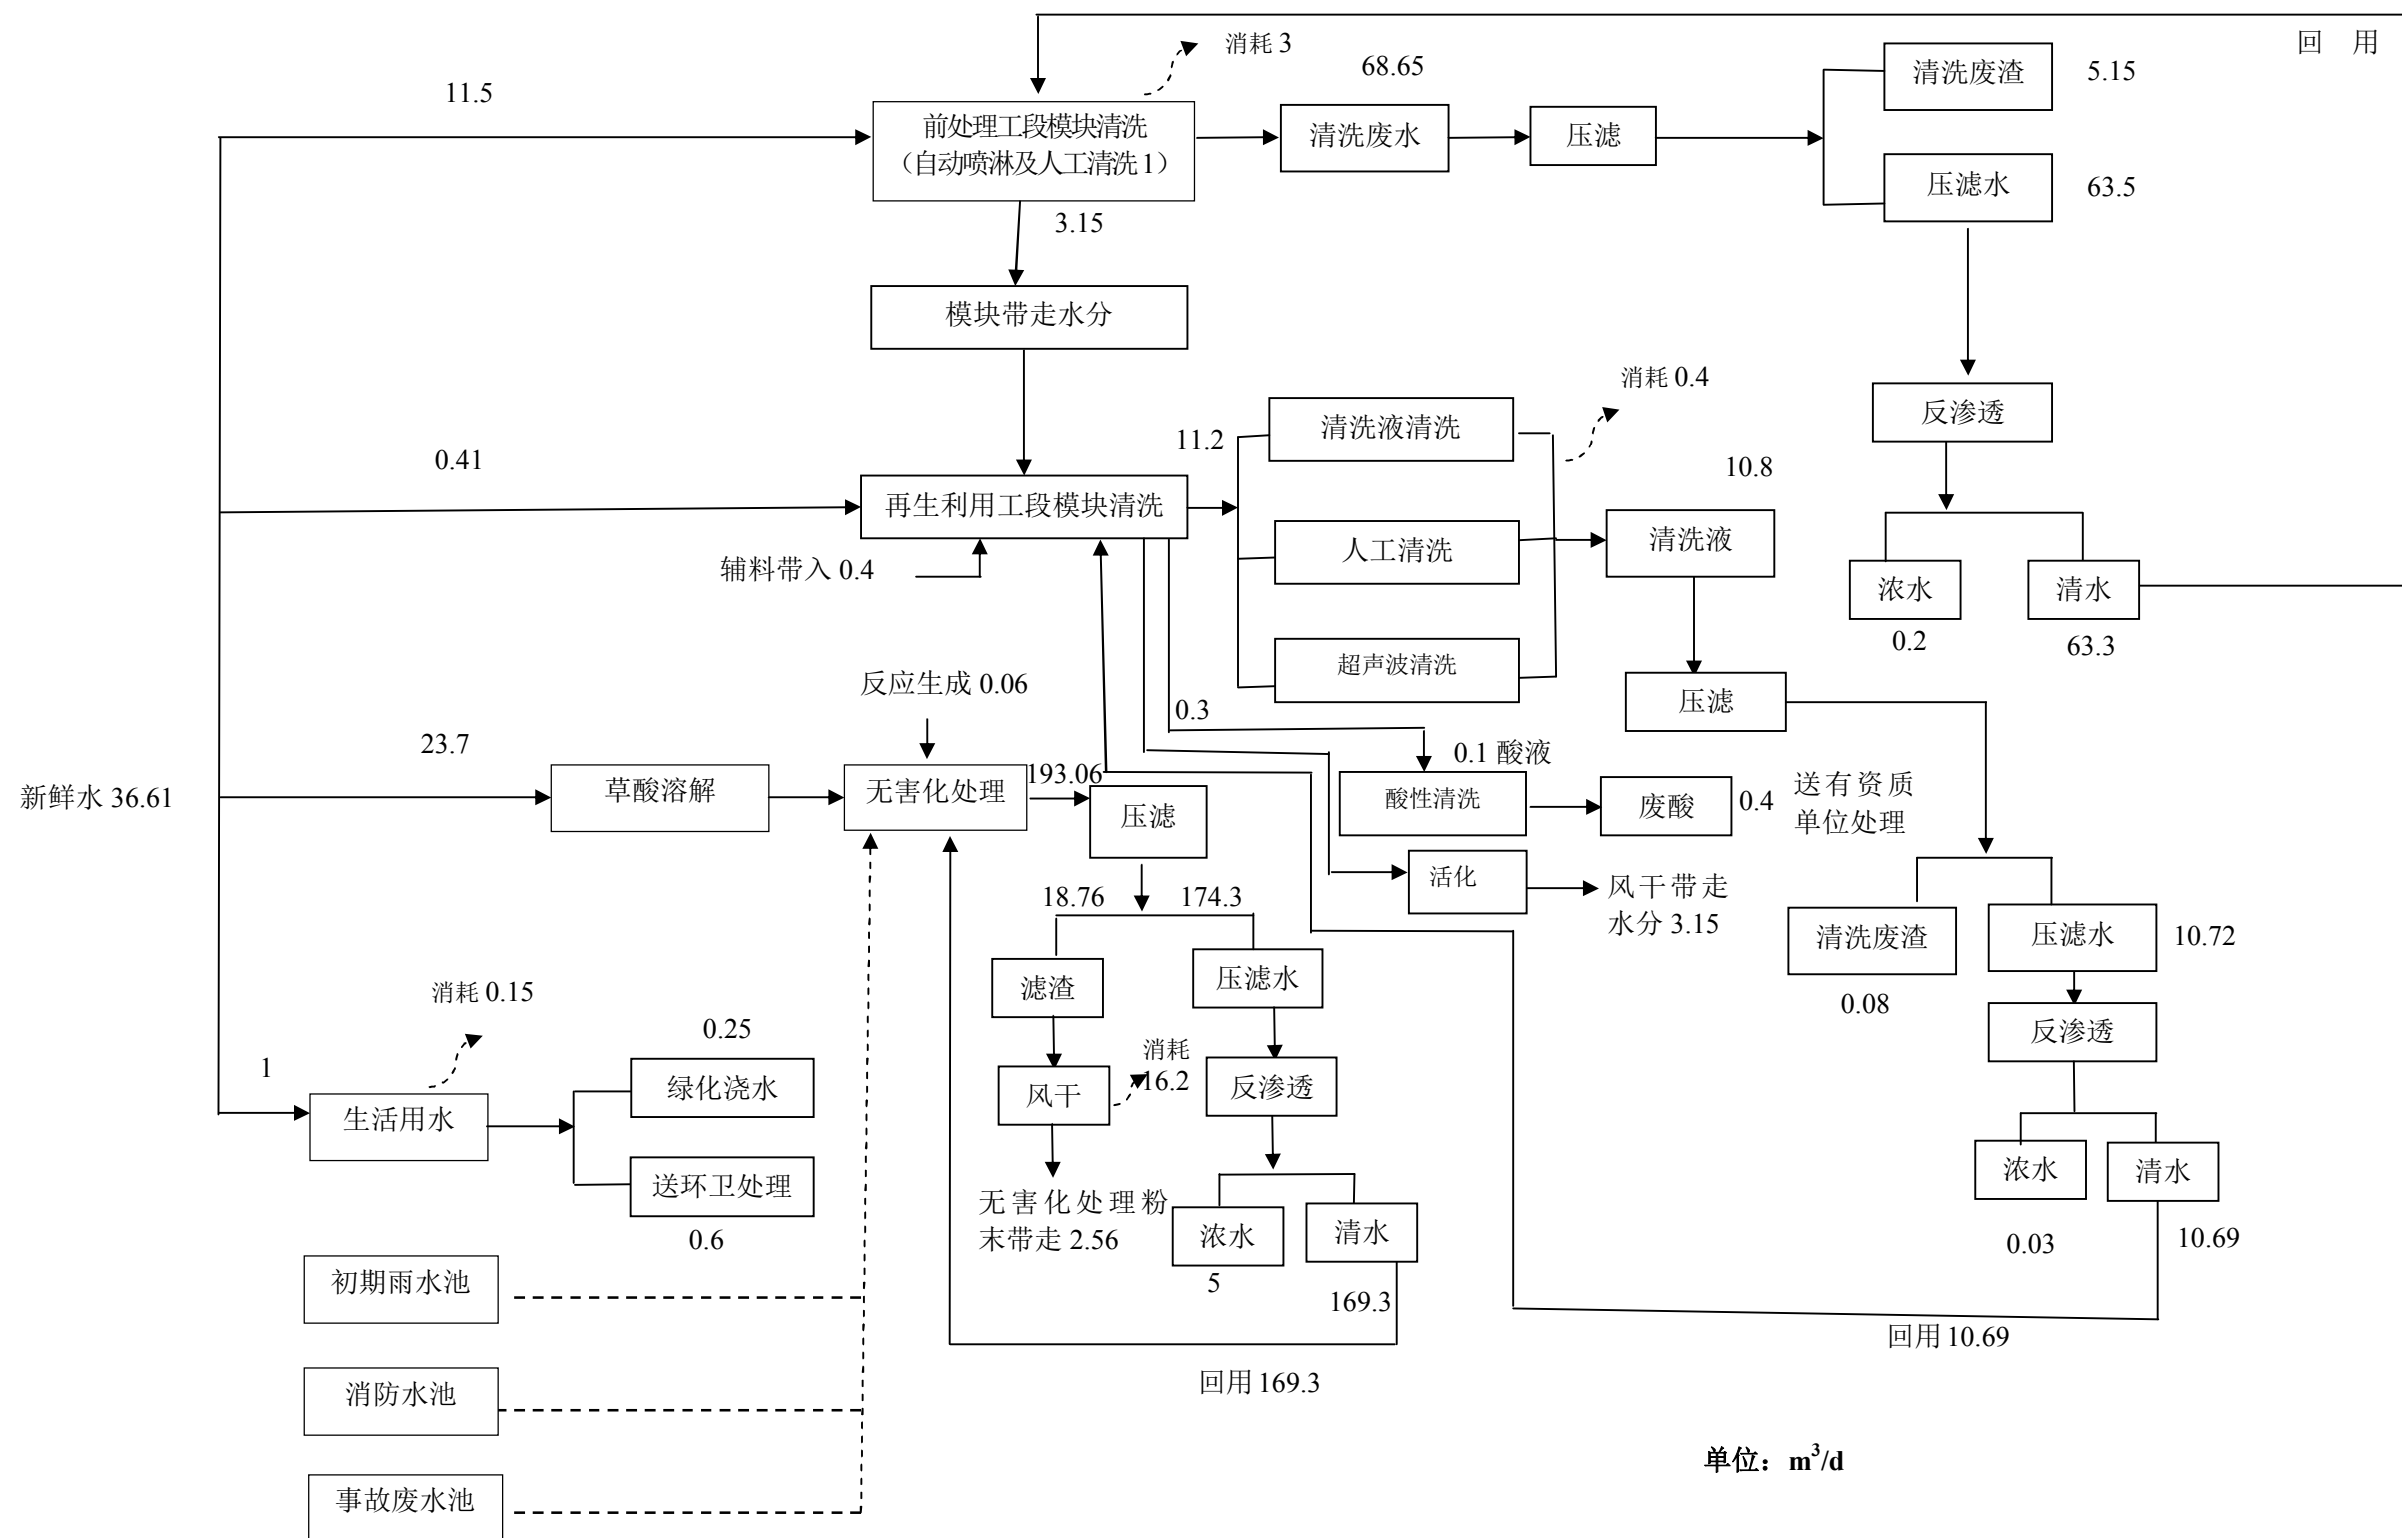 消耗 3
回 用
68.65
清洗废渣
5.15
11.5
前处理工段模块清洗
（自动喷淋及人工清洗 1）
清洗废水
压滤
压滤水
63.5
3.15
模块带走水分
消耗 0.4
反渗透
清洗液清洗
11.2
0.41
10.8
再生利用工段模块清洗
人工清洗
清洗液
辅料带入 0.4
浓水
清水
0.2
63.3
超声波清洗
反应生成 0.06
0.3
压滤
23.7
0.1 酸液
193.06
新鲜水 36.61
草酸溶解
无害化处理
压滤
酸性清洗
废酸
0.4
送有资质
单位处理
活化
风干带走
水分 3.15
18.76
174.3
清洗废渣
压滤水
10.72
滤渣
压滤水
消耗 0.15
0.08
0.25
反渗透
消耗
16.2
1
绿化浇水
风干
反渗透
生活用水
送环卫处理
浓水
清水
无害化处理粉
末带走 2.56
浓水
清水
0.6
0.03
10.69
初期雨水池
5
169.3
回用 10.69
消防水池
回用 169.3
单位：m³/d
事故废水池